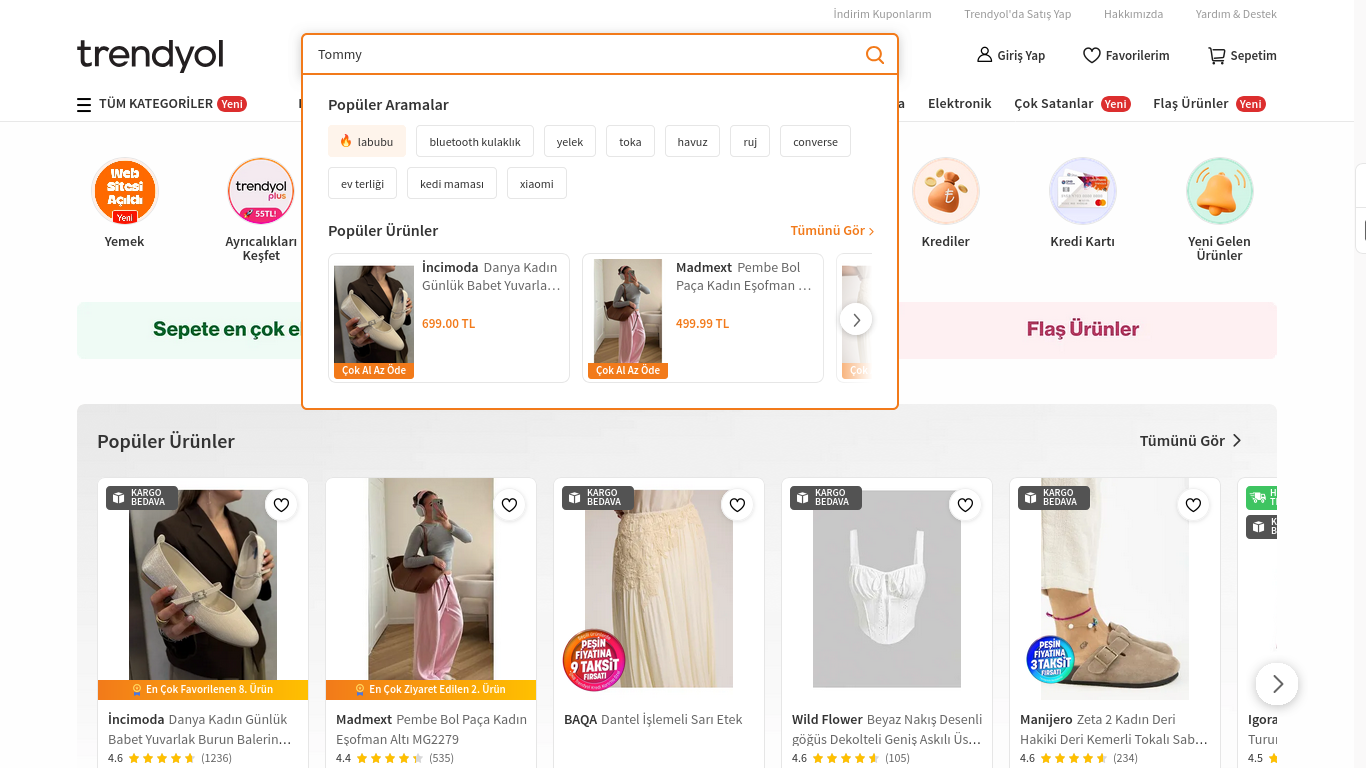 İndirim Kuponlarım Trendyol'da Satış Yap Hakkımızda Yardım & Destek
trendyol
Tommy
Giriş Yap Favorilerim Sepetim
TÜM KATEGORİLER Yeni
Elektronik Çok Satanlar Yeni Flaş Ürünler Yeni
Popüler Aramalar
labubu bluetooth kulaklık yelek toka havuz ruj converse
ev terliği kedi maması xiaomi
Web
Sitesi
Açıldı
Yeni
Yemek
trendyol
plus
55TL!
Ayrıcalıkları
Keşfet
Krediler
Kredi Kartı
Yeni Gelen
Ürünler
Popüler Ürünler Tümünü Gör
İncimoda Danya Kadın
Günlük Babet Yuvarla…
699.00 TL
Çok Al Az Öde
Madmext Pembe Bol
Paça Kadın Eşofman …
499.99 TL
Çok Al Az Öde
Çok
Sepete en çok e
Flaş Ürünler
Popüler Ürünler Tümünü Gör
KARGO
BEDAVA
En Çok Favorilenen 8. Ürün
İncimoda Danya Kadın Günlük
Babet Yuvarlak Burun Balerin…
4.6 (1236)
En Çok Ziyaret Edilen 2. Ürün
Madmext Pembe Bol Paça Kadın
Eşofman Altı MG2279
4.4 (535)
KARGO
BEDAVA
PEŞİN
FİYATINA
9 TAKSİT
FIRSATI
BAQA Dantel İşlemeli Sarı Etek
KARGO
BEDAVA
Wild Flower Beyaz Nakış Desenli
göğüs Dekolteli Geniş Askılı Üs…
4.6 (105)
KARGO
BEDAVA
PEŞİN
FİYATINA
3 TAKSİT
FIRSATI
Manijero Zeta 2 Kadın Deri
Hakiki Deri Kemerli Tokalı Sab…
4.6 (234)
Igora
4.5